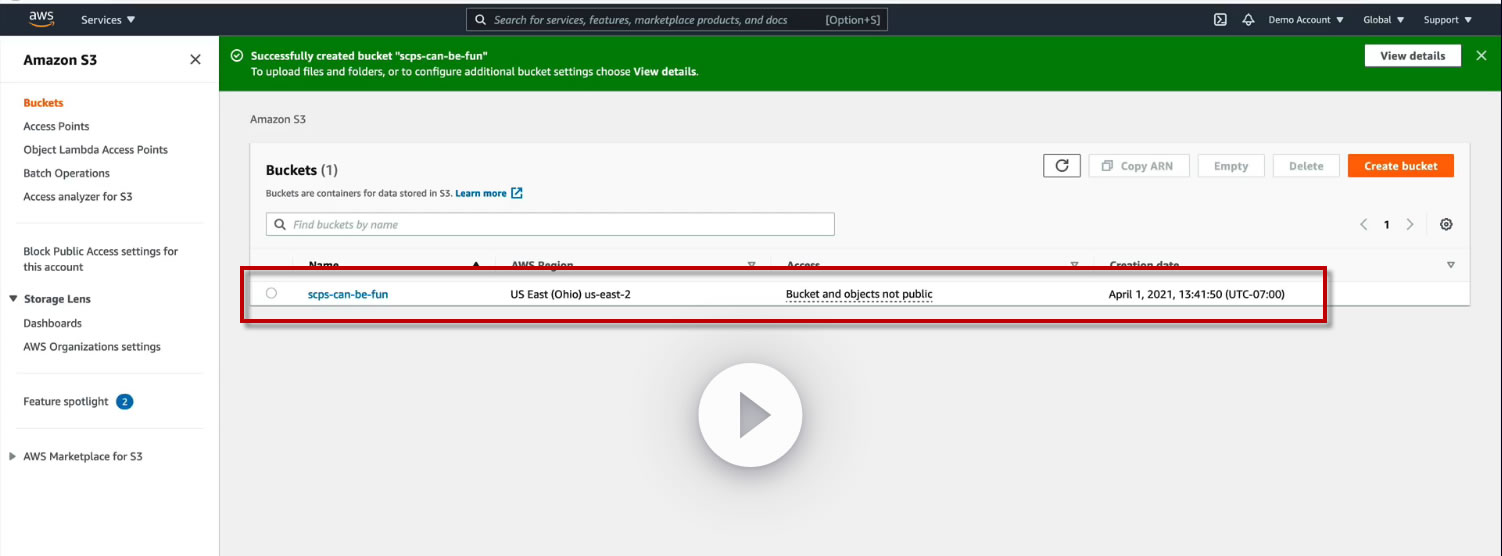 aws
Services
Search for services, features, marketplace products, and docs [Option+S]
Demo Account
Global
Support
Amazon S3
Buckets
Access Points
Object Lambda Access Points
Batch Operations
Access analyzer for S3
Block Public Access settings for
this account
Storage Lens
Dashboards
AWS Organizations settings
Feature spotlight 2
AWS Marketplace for S3
Successfully created bucket "scps-can-be-fun"
To upload files and folders, or to configure additional bucket settings choose View details.
View details
Amazon S3
Buckets (1)
Buckets are containers for data stored in S3. Learn more
Copy ARN
Empty
Delete
Create bucket
Find buckets by name
1
Name AWS Region Access Creation date
scps-can-be-fun US East (Ohio) us-east-2 Bucket and objects not public April 1, 2021, 13:41:50 (UTC-07:00)